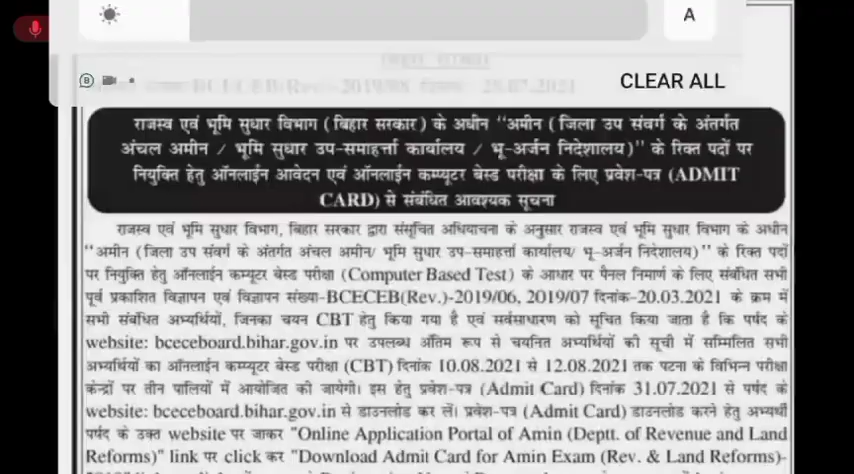 A
CLEAR ALL
BCECEB(Rev.)-2019/08 28.07.2021
राजस्व एवं भूमि सुधार विभाग (बिहार सरकार) के अधीन "अमीन (जिला उप संवर्ग के अंतर्गत
अंचल अमीन / भूमि सुधार उप-समाहर्त्ता कार्यालय / भू-अर्जन निदेशालय)" के रिक्त पदों पर
नियुक्ति हेतु ऑनलाईन आवेदन एवं ऑनलाईन कम्प्यूटर बेस्ड परीक्षा के लिए प्रवेश-पत्र (ADMIT
CARD) से संबंधित आवश्यक सूचना
राजस्व एवं भूमि सुधार विभाग, बिहार सरकार द्वारा संसूचित अधियाचना के अनुसार राजस्व एवं भूमि सुधार विभाग के अधीन
"अमीन (जिला उप संवर्ग के अंतर्गत अंचल अमीन/ भूमि सुधार उप-समाहर्त्ता कार्यालय/ भू-अर्जन निदेशालय)" के रिक्त पदों
पर नियुक्ति हेतु ऑनलाईन कम्प्यूटर बेस्ड परीक्षा (Computer Based Test) के आधार पर पैनल निमार्ण के लिए संबंधित सभी
पूर्व प्रकाशित विज्ञापन एवं विज्ञापन संख्या-BCECEB(Rev.)-2019/06, 2019/07 दिनांक-20.03.2021 के क्रम में
सभी संबंधित अभ्यर्थियों, जिनका चयन CBT हेतु किया गया है एवं सर्वसाधारण को सूचित किया जाता है कि पर्षद के
website: bceceboard.bihar.gov.in पर उपलब्ध अंतिम रूप से चयनित अभ्यर्थियों की सूची में सम्मिलित सभी
अभ्यर्थियों का ऑनलाईन कम्प्यूटर बेस्ड परीक्षा (CBT) दिनांक 10.08.2021 से 12.08.2021 तक पटना के विभिन्न परीक्षा
केन्द्रों पर तीन पालियों में आयोजित की जायेगी। इस हेतु प्रवेश-पत्र (Admit Card) दिनांक 31.07.2021 से पर्षद के
website: bceceboard.bihar.gov.in से डाउनलोड कर लें। प्रवेश-पत्र (Admit Card) डाउनलोड करने हेतु अभ्यर्थी
पर्षद के उक्त website पर जाकर "Online Application Portal of Amin (Deptt. of Revenue and Land
Reforms)" link पर click कर "Download Admit Card for Amin Exam (Rev. & Land Reforms)-